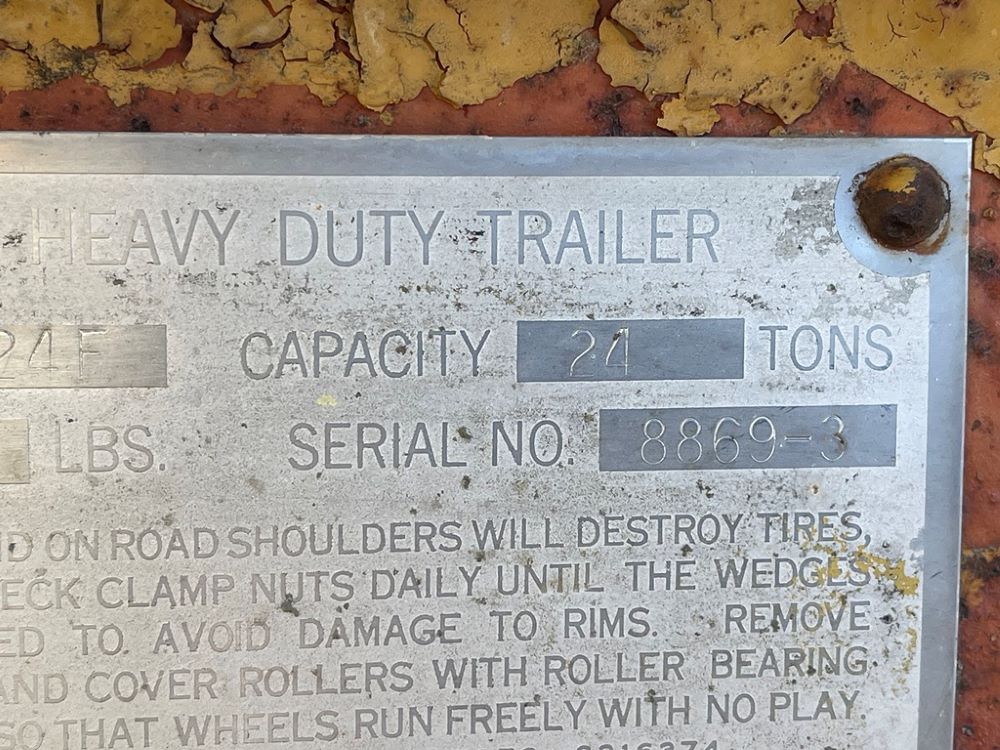 HEAVY DUTY TRAILER
24F CAPACITY 24 TONS
LBS. SERIAL NO. 8869-3
ON ROAD SHOULDERS WILL DESTROY TIRES,
CLAMP NUTS DAILY UNTIL THE WEDGES
TO AVOID DAMAGE TO RIMS. REMOVE
AND COVER ROLLERS WITH ROLLER BEARING
SO THAT WHEELS RUN FREELY WITH NO PLAY.